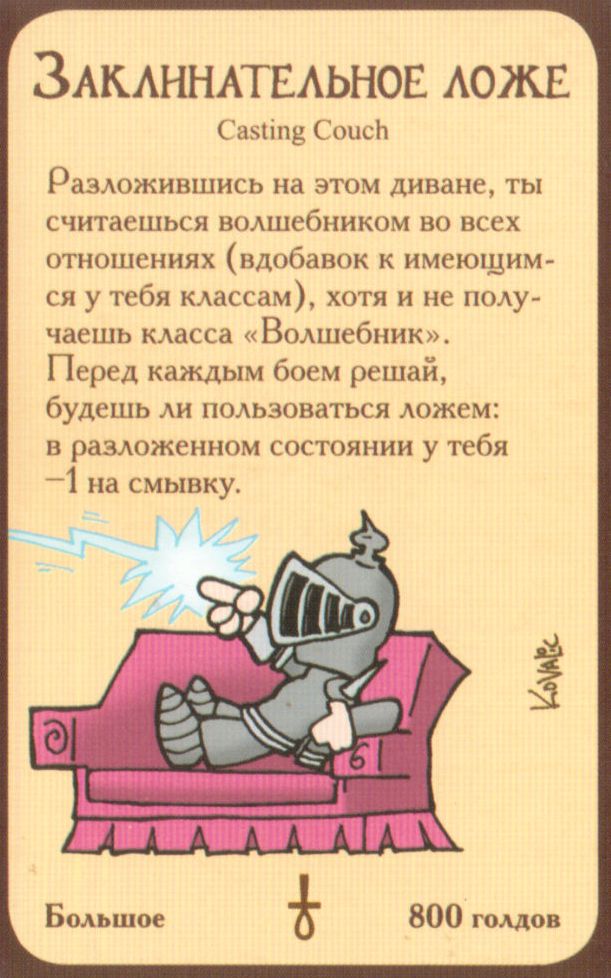 Заклинательное ложе
Casting Couch
Разложившись на этом диване, ты
считаешься волшебником во всех
отношениях (вдобавок к имеющим-
ся у тебя классам), хотя и не полу-
чаешь класса «Волшебник».
Перед каждым боем решай,
будешь ли пользоваться ложем:
в разложенном состоянии у тебя
−1 на смывку.
Kovalic
Большое
800 голдов